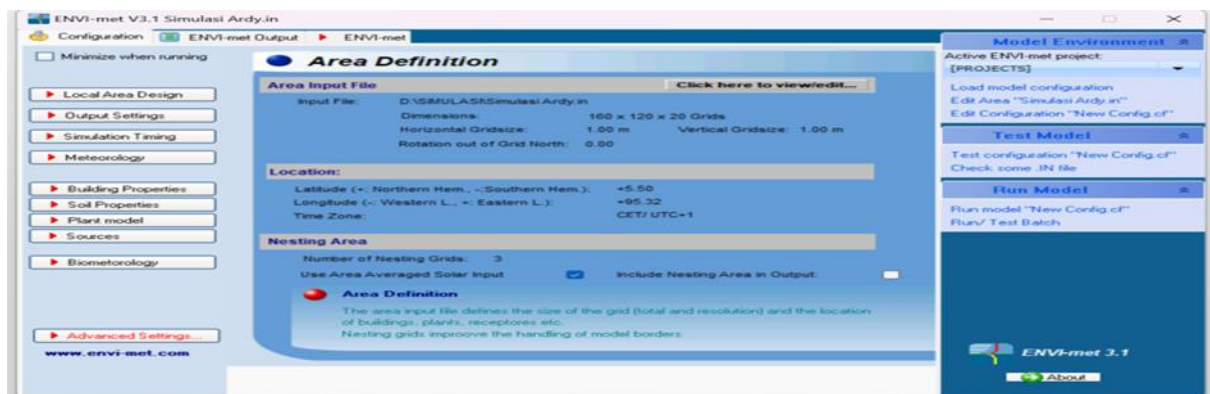 ENVI-met V3.1 Simulasi Ardy.in
Configuration ENVI-met Output ENVI-met
Minimize when running
Local Area Design
Output Settings
Simulation Timing
Meteorology
Building Properties
Soil Properties
Plant model
Sources
Biometorology
Advanced Settings...
www.envi-met.com
Area Definition
Area Input File Click here to view/edit...
Input File: D:\SIMULASI\Simulasi Ardy.in
Dimensions: 160 x 120 x 20 Grids
Horizontal Gridsize: 1.00 m Vertical Gridsize: 1.00 m
Rotation out of Grid North: 0.00
Location:
Latitude (+: Northern Hem., -:Southern Hem.): +5.50
Longitude (-: Western L., +: Eastern L.): +95.32
Time Zone: CET/ UTC+1
Nesting Area
Number of Nesting Grids: 3
Use Area Averaged Solar Input Include Nesting Area in Output:
Area Definition
The area input file defines the size of the grid (total and resolution) and the location
of buildings, plants, receptores etc.
Nesting grids improove the handling of model borders.
Model Environment
Active ENVI-met project:
[PROJECTS]
Load model configuration
Edit Area "Simulasi Ardy.in"
Edit Configuration "New Config.cf"
Test Model
Test configuration "New Config.cf"
Check some .IN file
Run Model
Run model "New Config.cf"
Run/ Test Batch
ENVI-met 3.1
About